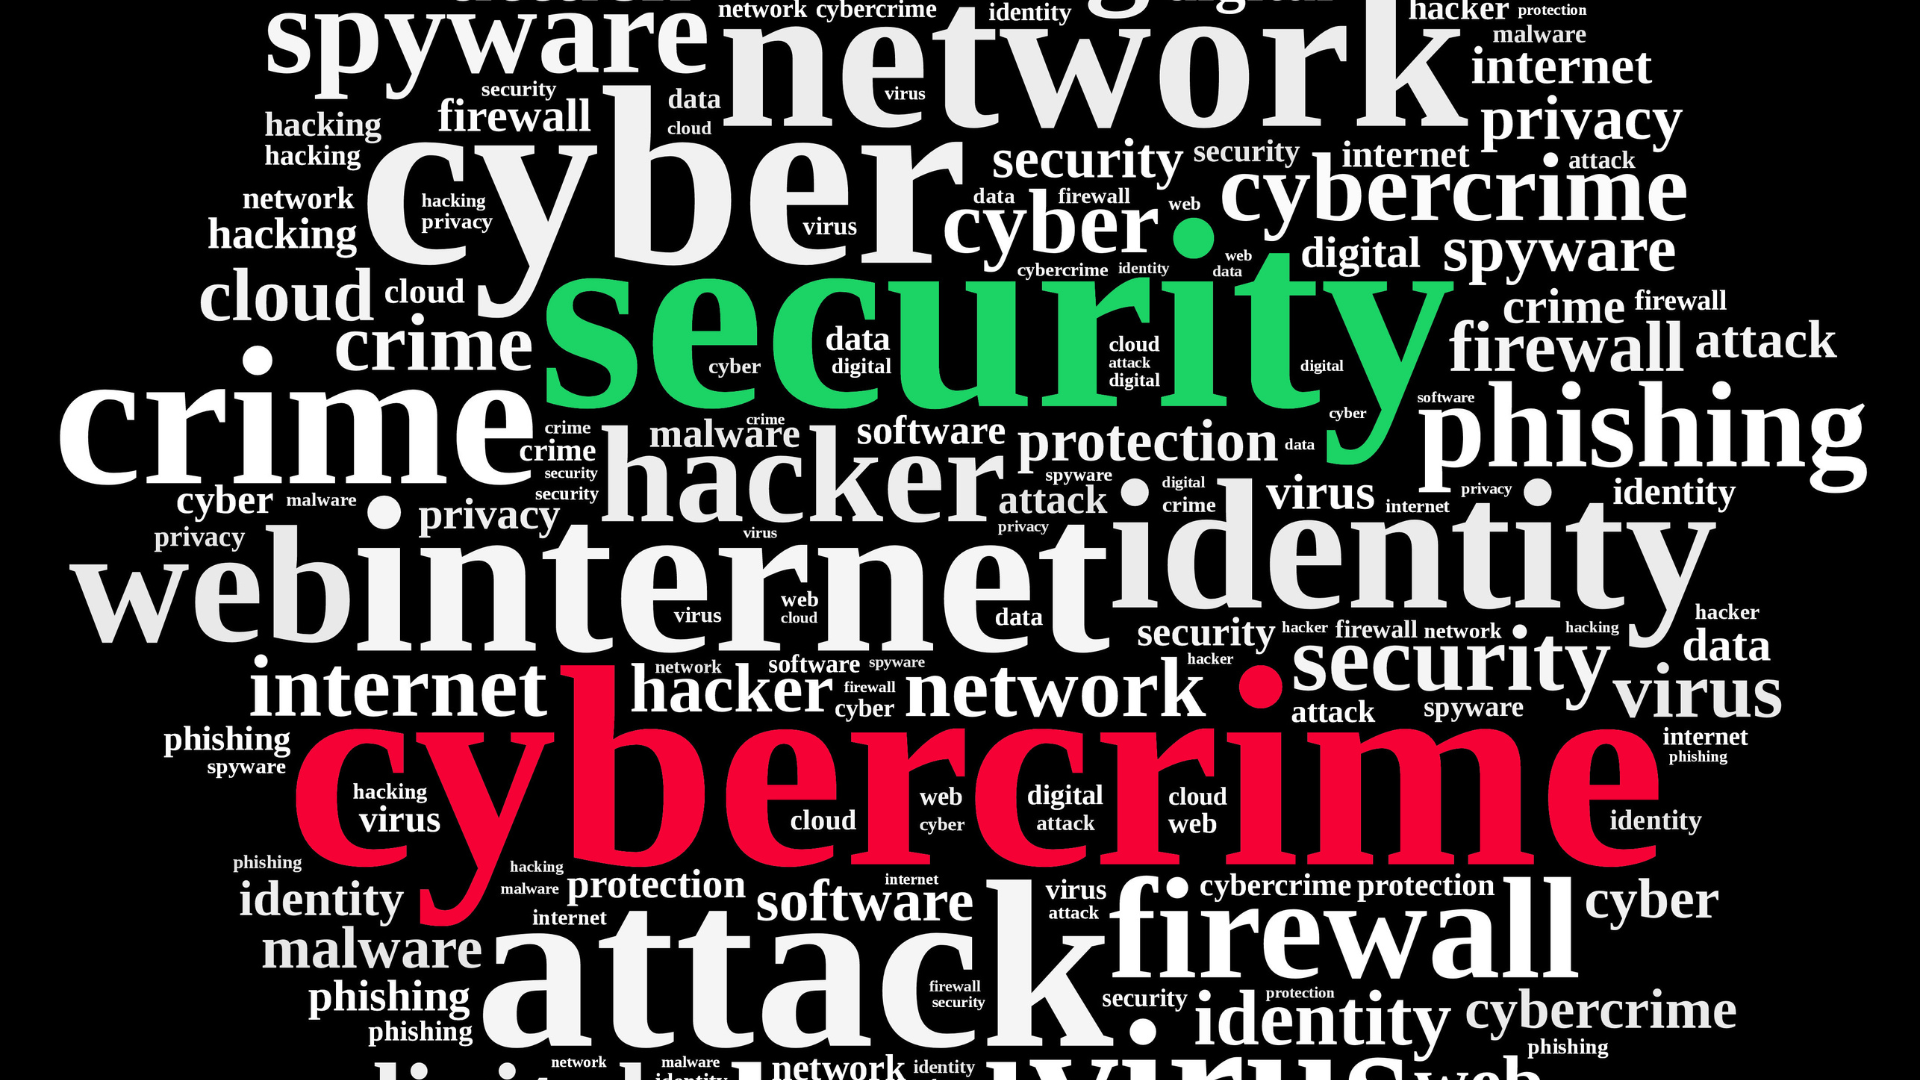 network cybercrime identity hacker protection
spyware network malware
internet
security data virus
firewall cloud privacy
hacking
hacking
cyber security security internet attack
network hacking data firewall web cybercrime
privacy virus cyber
hacking digital spyware
web
cybercrime identity data
cloud cloud security crime firewall
crime data cloud firewall attack
cyber digital attack digital
digital
crime software
cyber phishing
crime malware crime software protection data
crime hacker
security spyware
security attack digital virus privacy identity
cyber malware privacy crime internet
privacy virus privacy identity
web internet
virus web data
cloud
hacker
security hacker firewall network hacking
data
internet network software spyware hacker security
hacker firewall network virus
cyber attack spyware
phishing cybercrime internet
spyware phishing
hacking web digital cloud
virus cloud cyber attack web identity
phishing hacking
identity malware protection internet virus cybercrime protection
internet software attack firewall cyber
malware attack
phishing firewall protection
security security identity cybercrime
phishing
phishing
network malware network identity
identity virus web